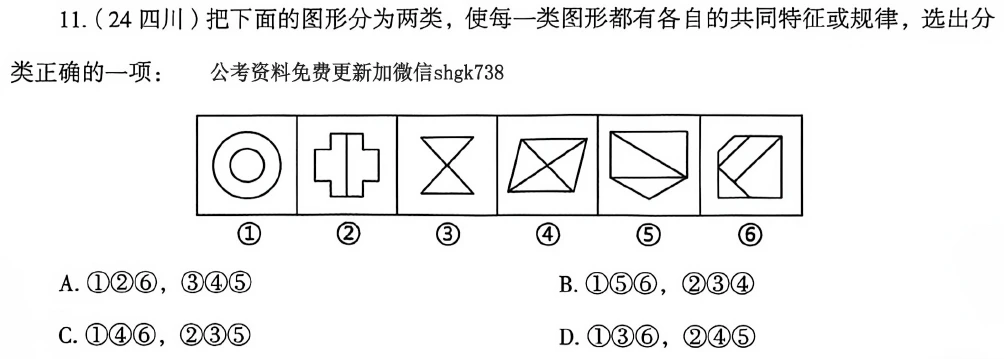 11.（24 四川）把下面的图形分为两类，使每一类图形都有各自的共同特征或规律，选出分
类正确的一项： 公考资料免费更新加微信shgk738
① ② ③ ④ ⑤ ⑥
A. ①②⑥，③④⑤ B. ①⑤⑥，②③④
C. ①④⑥，②③⑤ D. ①③⑥，②④⑤